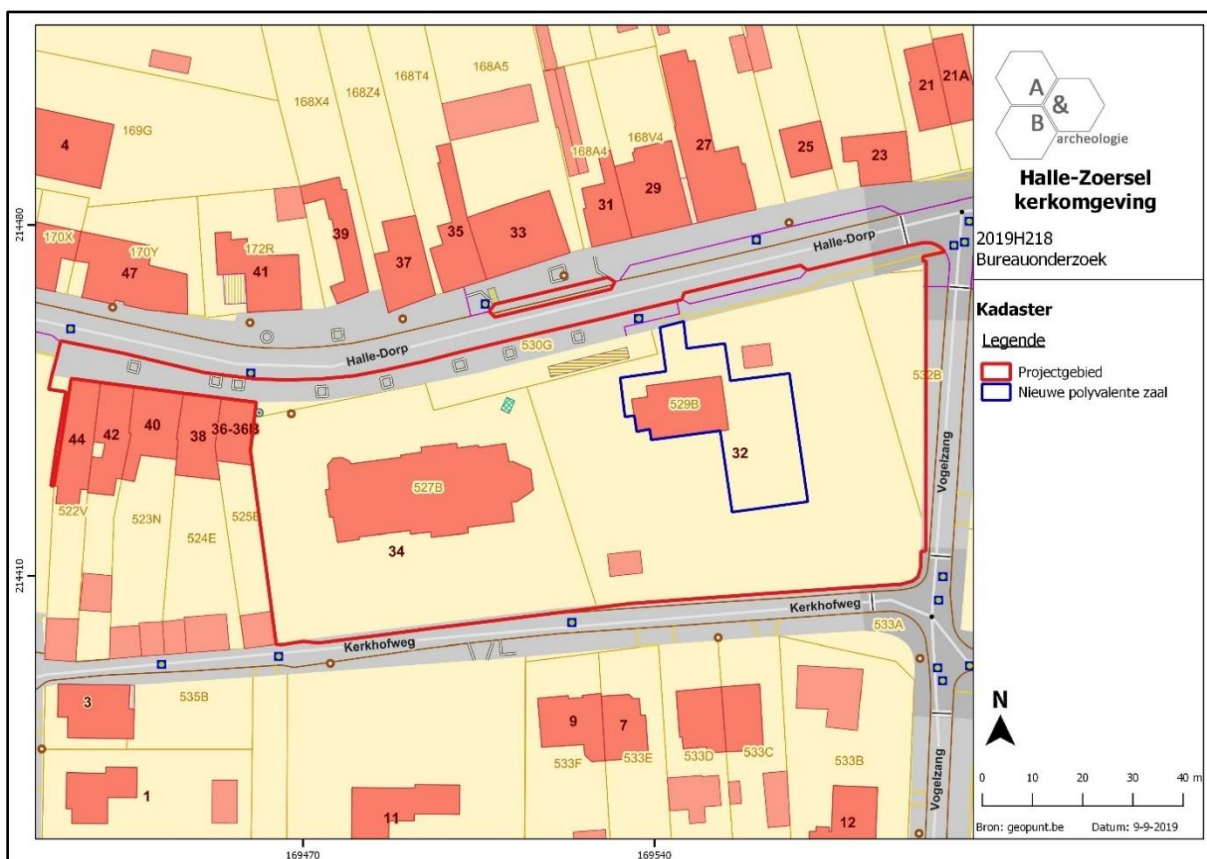 168A5
168T4
168Z4
168X4
169G
4
21
21A
27
168V4
168A4
25
23
29
31
33
35
39
37
170X
170Y
47
172R
41
Halle-Dorp
Halle-Dorp
530G
532B
529B
32
44
42
40
38
36-36B
527B
34
522V
523N
524E
525E
Vogelzang
Kerkhofweg
Kerkhofweg
533A
535B
3
1
11
9
7
533F
533E
533D
533C
533B
12
Vogelzang
214480
214410
169470
169540
A
&
B
archeologie
Halle-Zoersel
kerkomgeving
2019H218
Bureauonderzoek
Kadaster
Legende
Projectgebied
Nieuwe polyvalente zaal
N
0 10 20 30 40 m
Bron: geopunt.be Datum: 9-9-2019